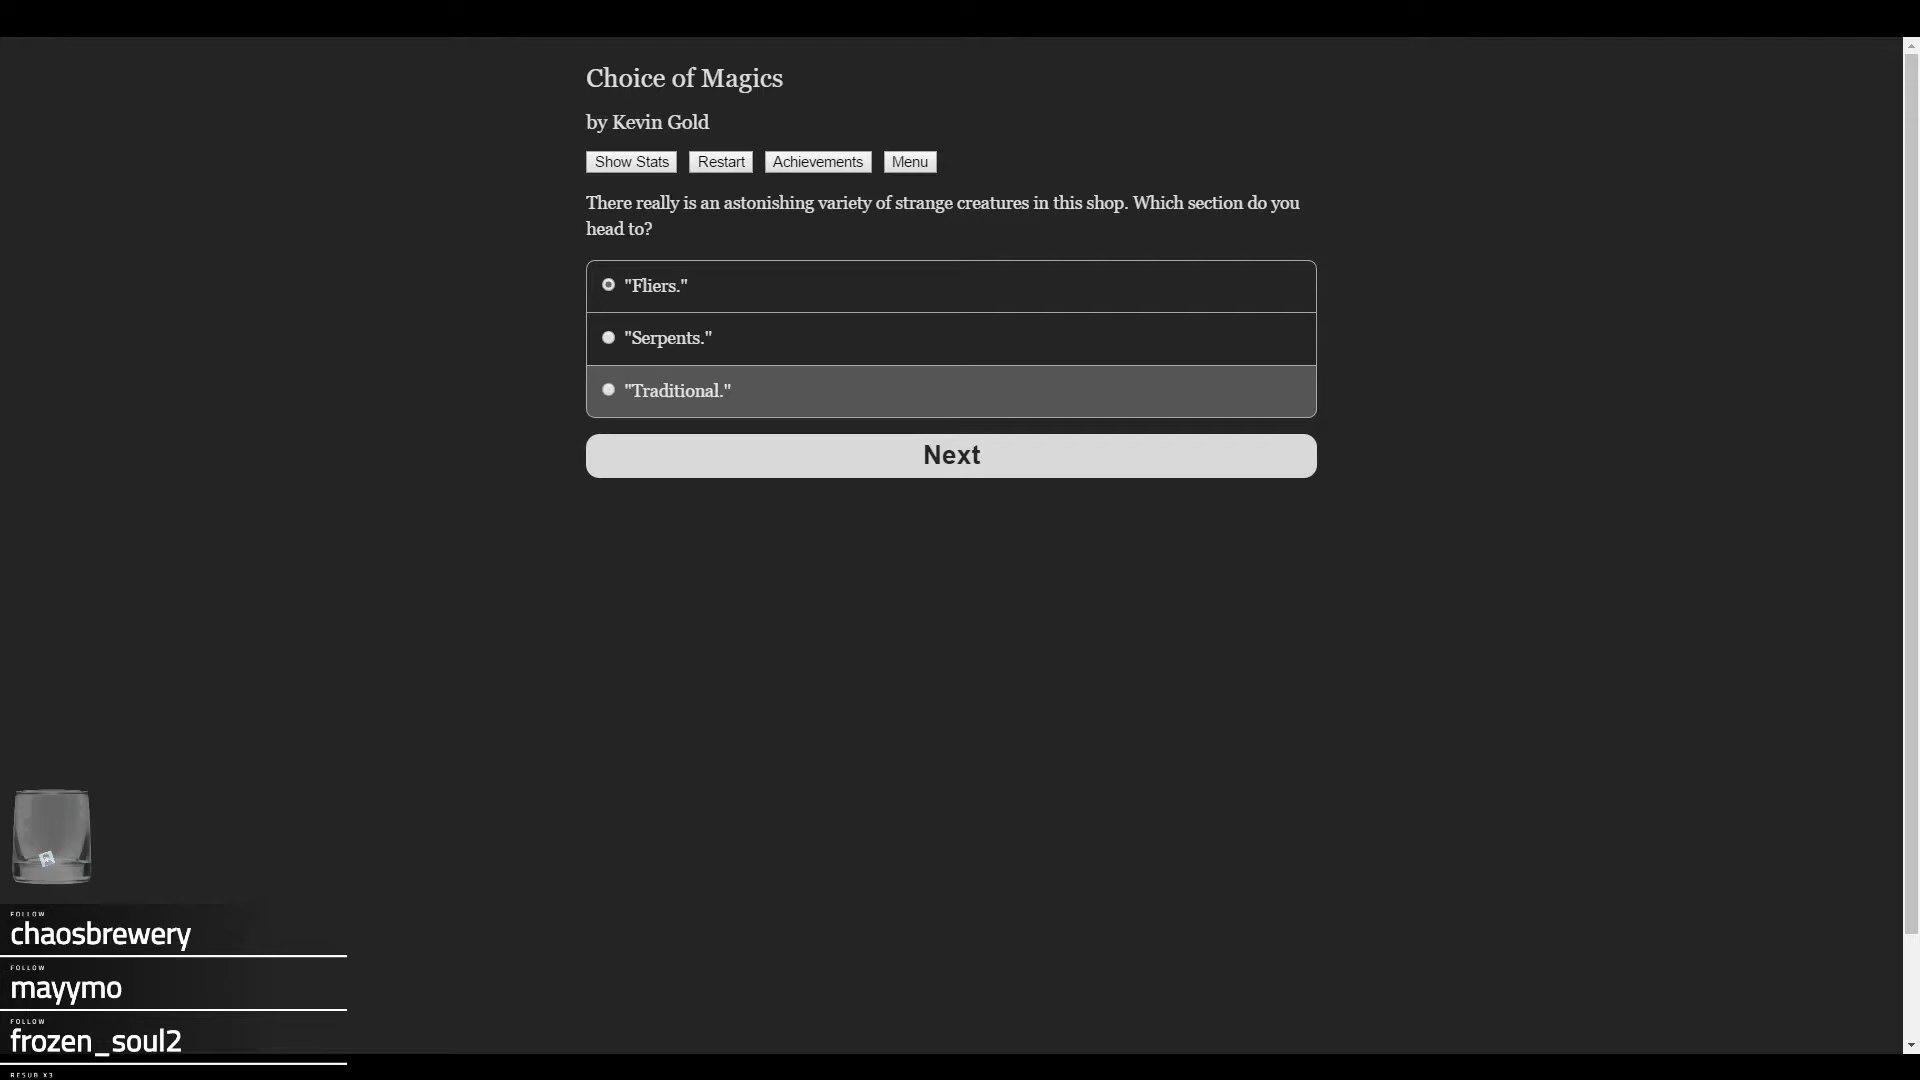 Choice of Magics
by Kevin Gold
Show Stats Restart Achievements Menu
There really is an astonishing variety of strange creatures in this shop. Which section do you
head to?
"Fliers."
"Serpents."
"Traditional."
Next
FOLLOW
chaosbrewery
FOLLOW
mayymo
FOLLOW
frozen_soul2
RESUB X3